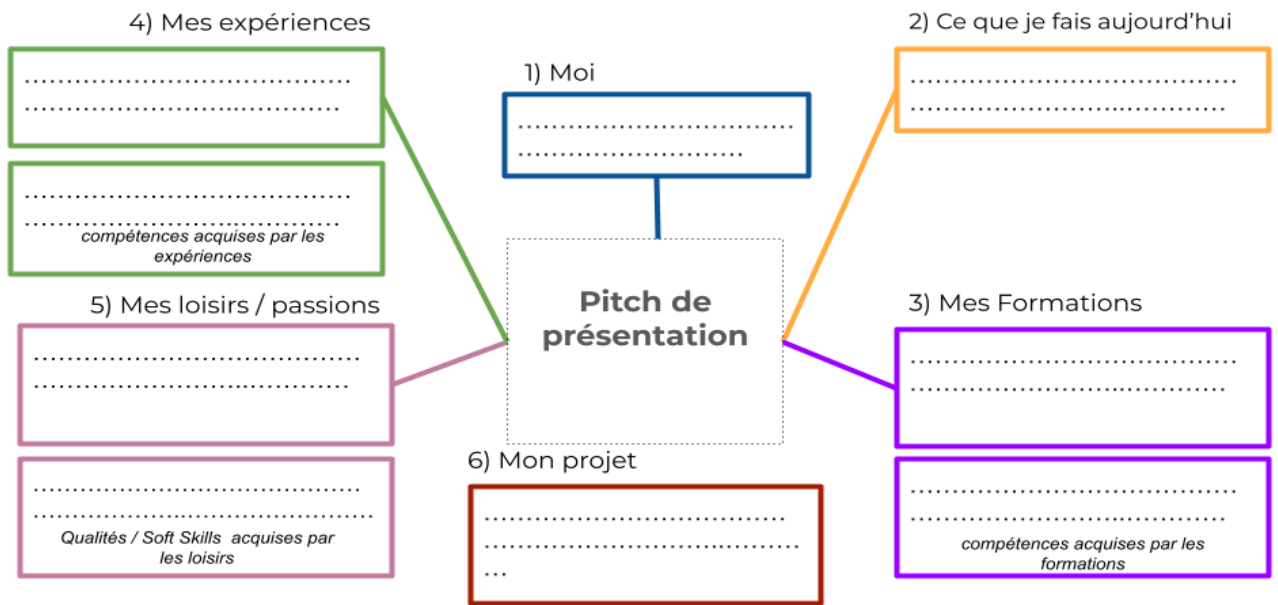 4) Mes expériences
……………………………………
……………………...……………
……………………………………
……………………...……………
compétences acquises par les
expériences
1) Moi
………………………………
…………………………
2) Ce que je fais aujourd’hui
……………………………………
……………………...……………
5) Mes loisirs / passions
……………………………………
……………………...……………
……………………………………
……………………...………………
Qualités / Soft Skills acquises par
les loisirs
Pitch de
présentation
3) Mes Formations
……………………………………
……………………...……………
……………………………………
……………………...……………
compétences acquises par les
formations
6) Mon projet
…………………………………
…………………………...………
…